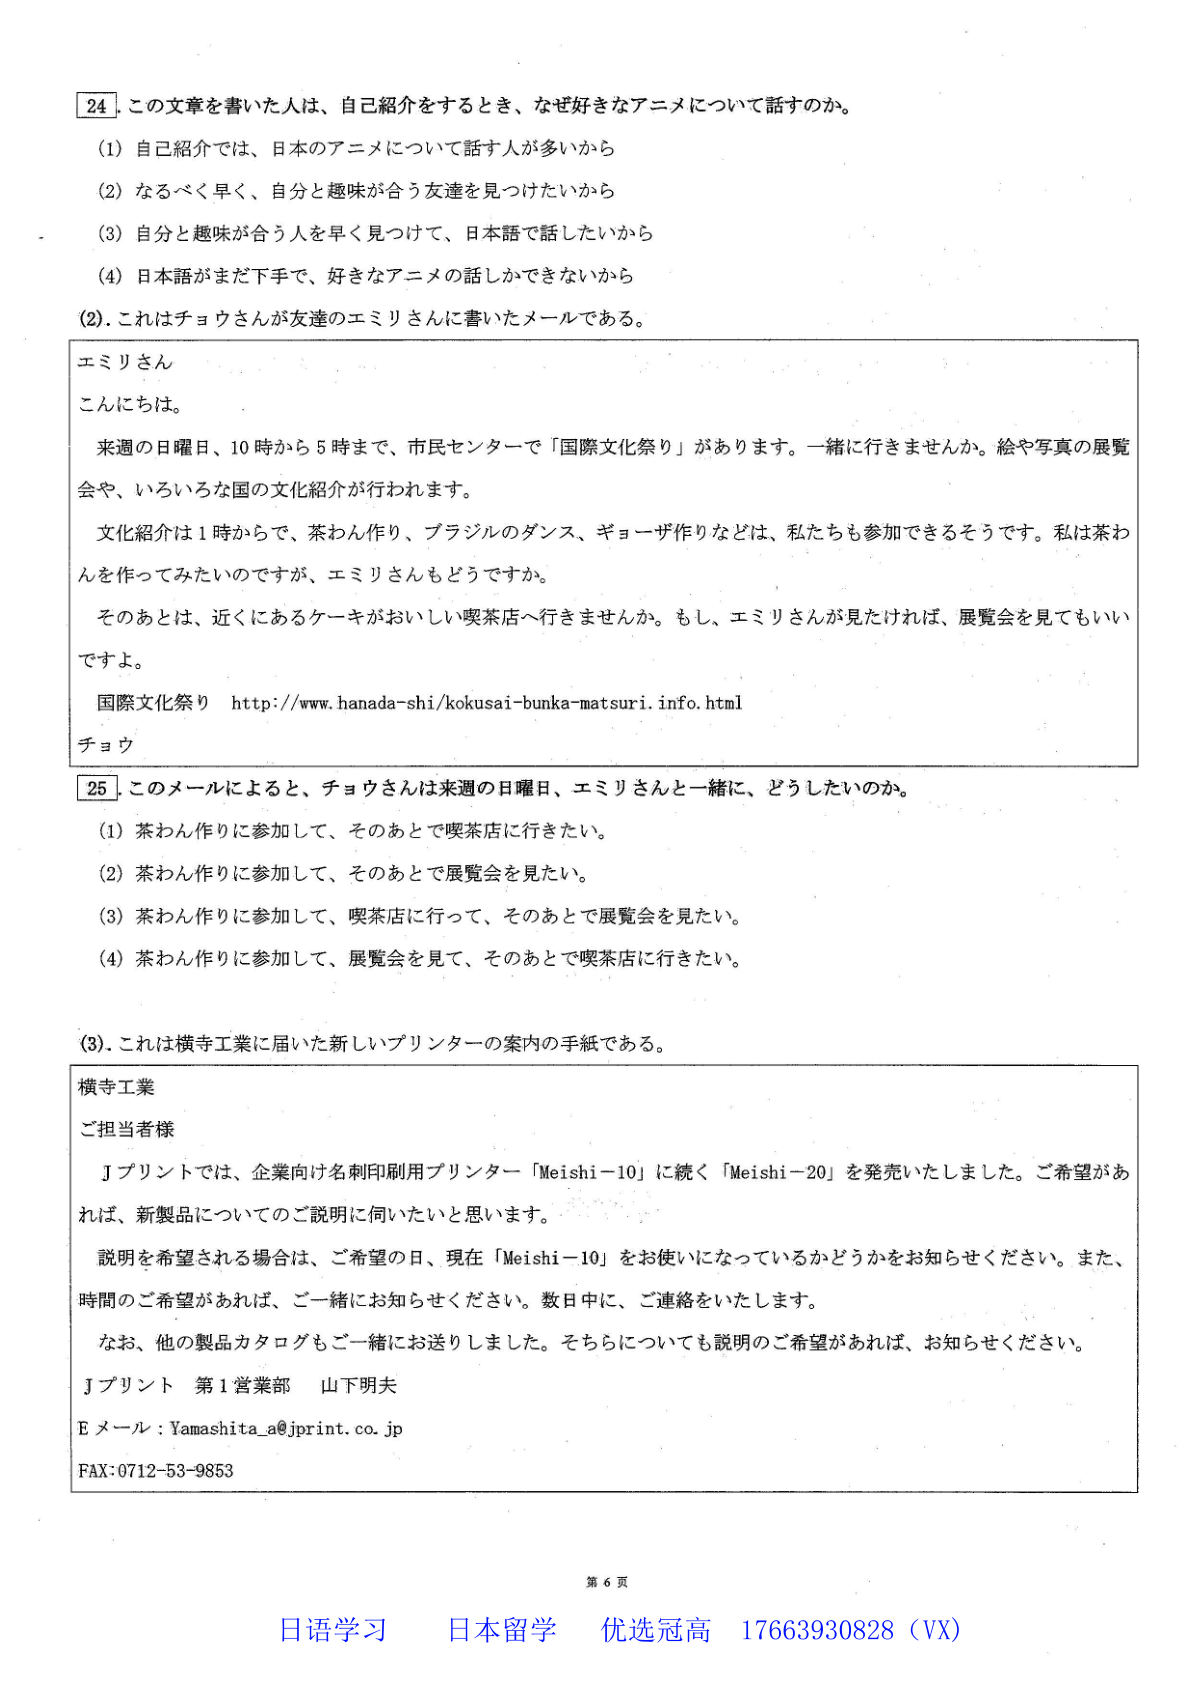 24.この文章を書いた人は、自己紹介をするとき、なぜ好きなアニメについて話すのか。
(1) 自己紹介では、日本のアニメについて話す人が多いから
(2) なるべく早く、自分と趣味が合う友達を見つけたいから
(3) 自分と趣味が合う人を早く見つけて、日本語で話したいから
(4) 日本語がまだ下手で、好きなアニメの話しかできないから
(2).これはチョウさんが友達のエミリさんに書いたメールである。
エミリさん
こんにちは。
来週の日曜日、10時から5時まで、市民センターで「国際文化祭り」があります。一緒に行きませんか。絵や写真の展覧
会や、いろいろな国の文化紹介が行われます。
文化紹介は1時からで、茶わん作り、ブラジルのダンス、ギョーザ作りなどは、私たちも参加できるそうです。私は茶わ
んを作ってみたいのですが、エミリさんもどうですか。
そのあとは、近くにあるケーキがおいしい喫茶店へ行きませんか。もし、エミリさんが見たければ、展覧会を見てもいい
ですよ。
国際文化祭り　http://www.hanada-shi/kokusai-bunka-matsuri.info.html
チョウ
25.このメールによると、チョウさんは来週の日曜日、エミリさんと一緒に、どうしたいのか。
(1) 茶わん作りに参加して、そのあとで喫茶店に行きたい。
(2) 茶わん作りに参加して、そのあとで展覧会を見たい。
(3) 茶わん作りに参加して、喫茶店に行って、そのあとで展覧会を見たい。
(4) 茶わん作りに参加して、展覧会を見て、そのあとで喫茶店に行きたい。
(3).これは横寺工業に届いた新しいプリンターの案内の手紙である。
横寺工業
ご担当者様
Jプリントでは、企業向け名刺印刷用プリンター「Meishi-10」に続く「Meishi-20」を発売いたしました。ご希望があ
れば、新製品についてのご説明に伺いたいと思います。
説明を希望される場合は、ご希望の日、現在「Meishi-10」をお使いになっているかどうかをお知らせください。また、
時間のご希望があれば、ご一緒にお知らせください。数日中に、ご連絡をいたします。
なお、他の製品カタログもご一緒にお送りしました。そちらについても説明のご希望があれば、お知らせください。
Jプリント　第1営業部　山下明夫
Eメール：Yamashita_a@jprint.co.jp
FAX:0712-53-9853
第 6 页
日语学习　日本留学　优选冠高　17663930828（VX)